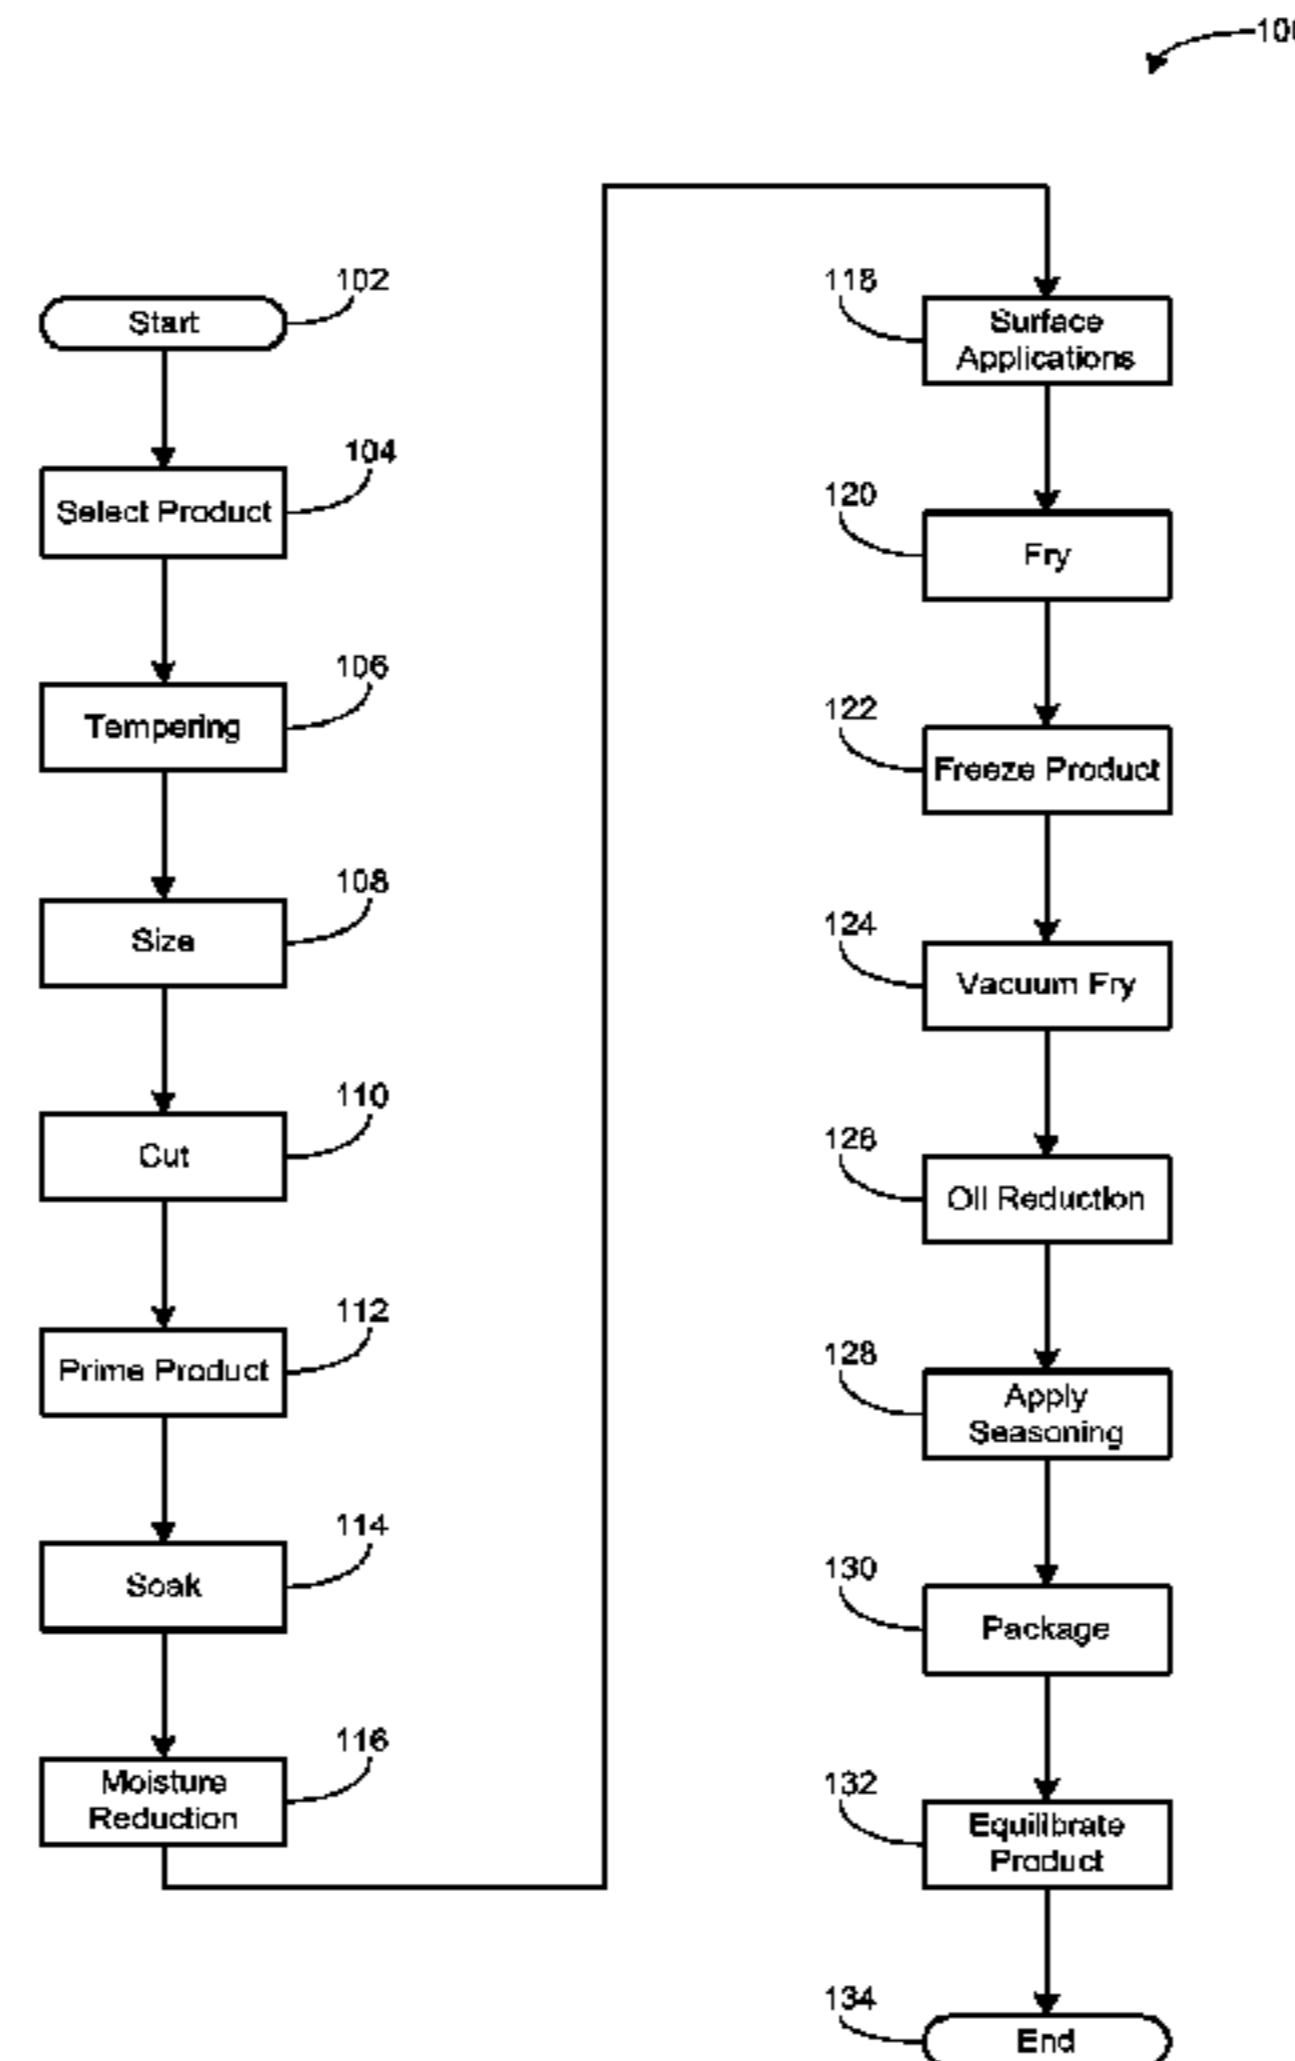 100
102
Start
104
Select Product
106
Tempering
108
Size
110
Cut
112
Prime Product
114
Soak
116
Moisture
Reduction
118
Surface
Applications
120
Fry
122
Freeze Product
124
Vacuum Fry
126
Oil Reduction
128
Apply
Seasoning
130
Package
132
Equilibrate
Product
134
End